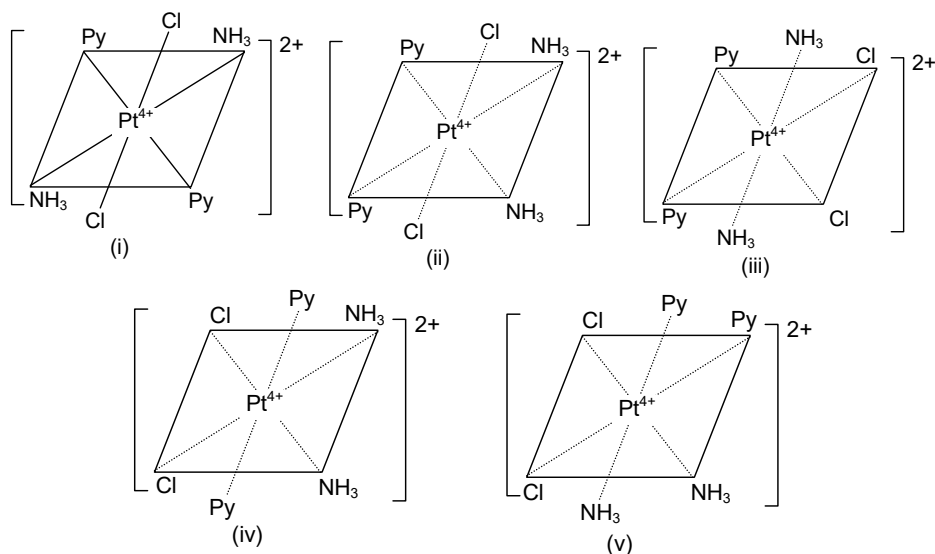 Cl
Py NH₃ 2+
Pt⁴⁺
NH₃ Cl Py
(i)
Cl
Py NH₃ 2+
Pt⁴⁺
Py Cl NH₃
(ii)
NH₃
Py Cl 2+
Pt⁴⁺
Py NH₃ Cl
(iii)
Py
Cl NH₃ 2+
Pt⁴⁺
Cl Py NH₃
(iv)
Py
Cl Py 2+
Pt⁴⁺
Cl NH₃ NH₃
(v)